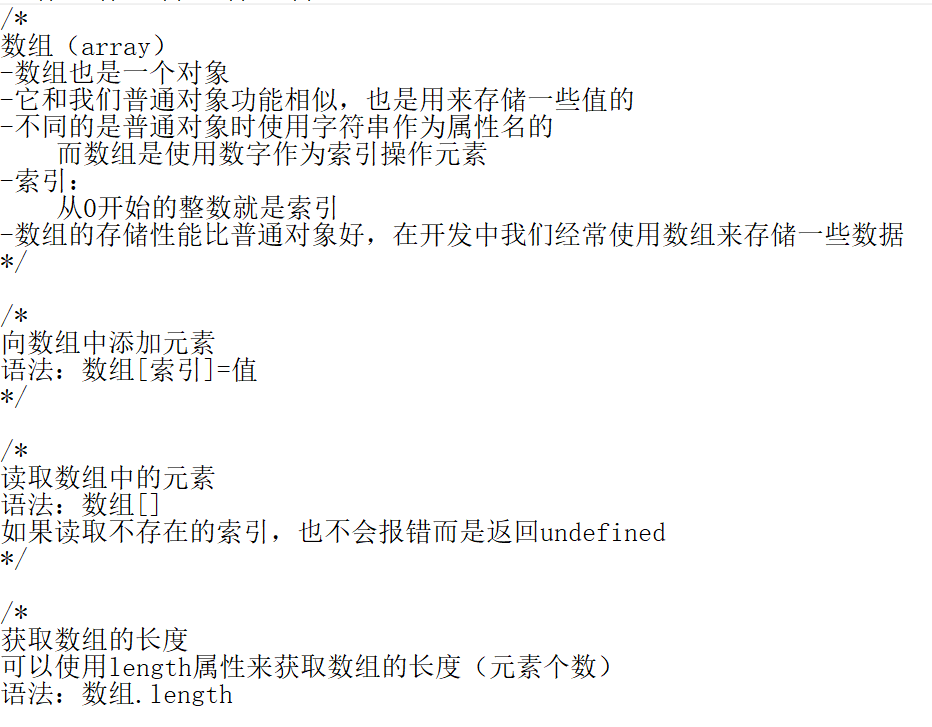 /*
数组（array）
-数组也是一个对象
-它和我们普通对象功能相似，也是用来存储一些值的
-不同的是普通对象时使用字符串作为属性名的
    而数组是使用数字作为索引操作元素
-索引：
    从0开始的整数就是索引
-数组的存储性能比普通对象好，在开发中我们经常使用数组来存储一些数据
*/

/*
向数组中添加元素
语法：数组[索引]=值
*/

/*
读取数组中的元素
语法：数组[]
如果读取不存在的索引，也不会报错而是返回undefined
*/

/*
获取数组的长度
可以使用length属性来获取数组的长度（元素个数）
语法：数组.length